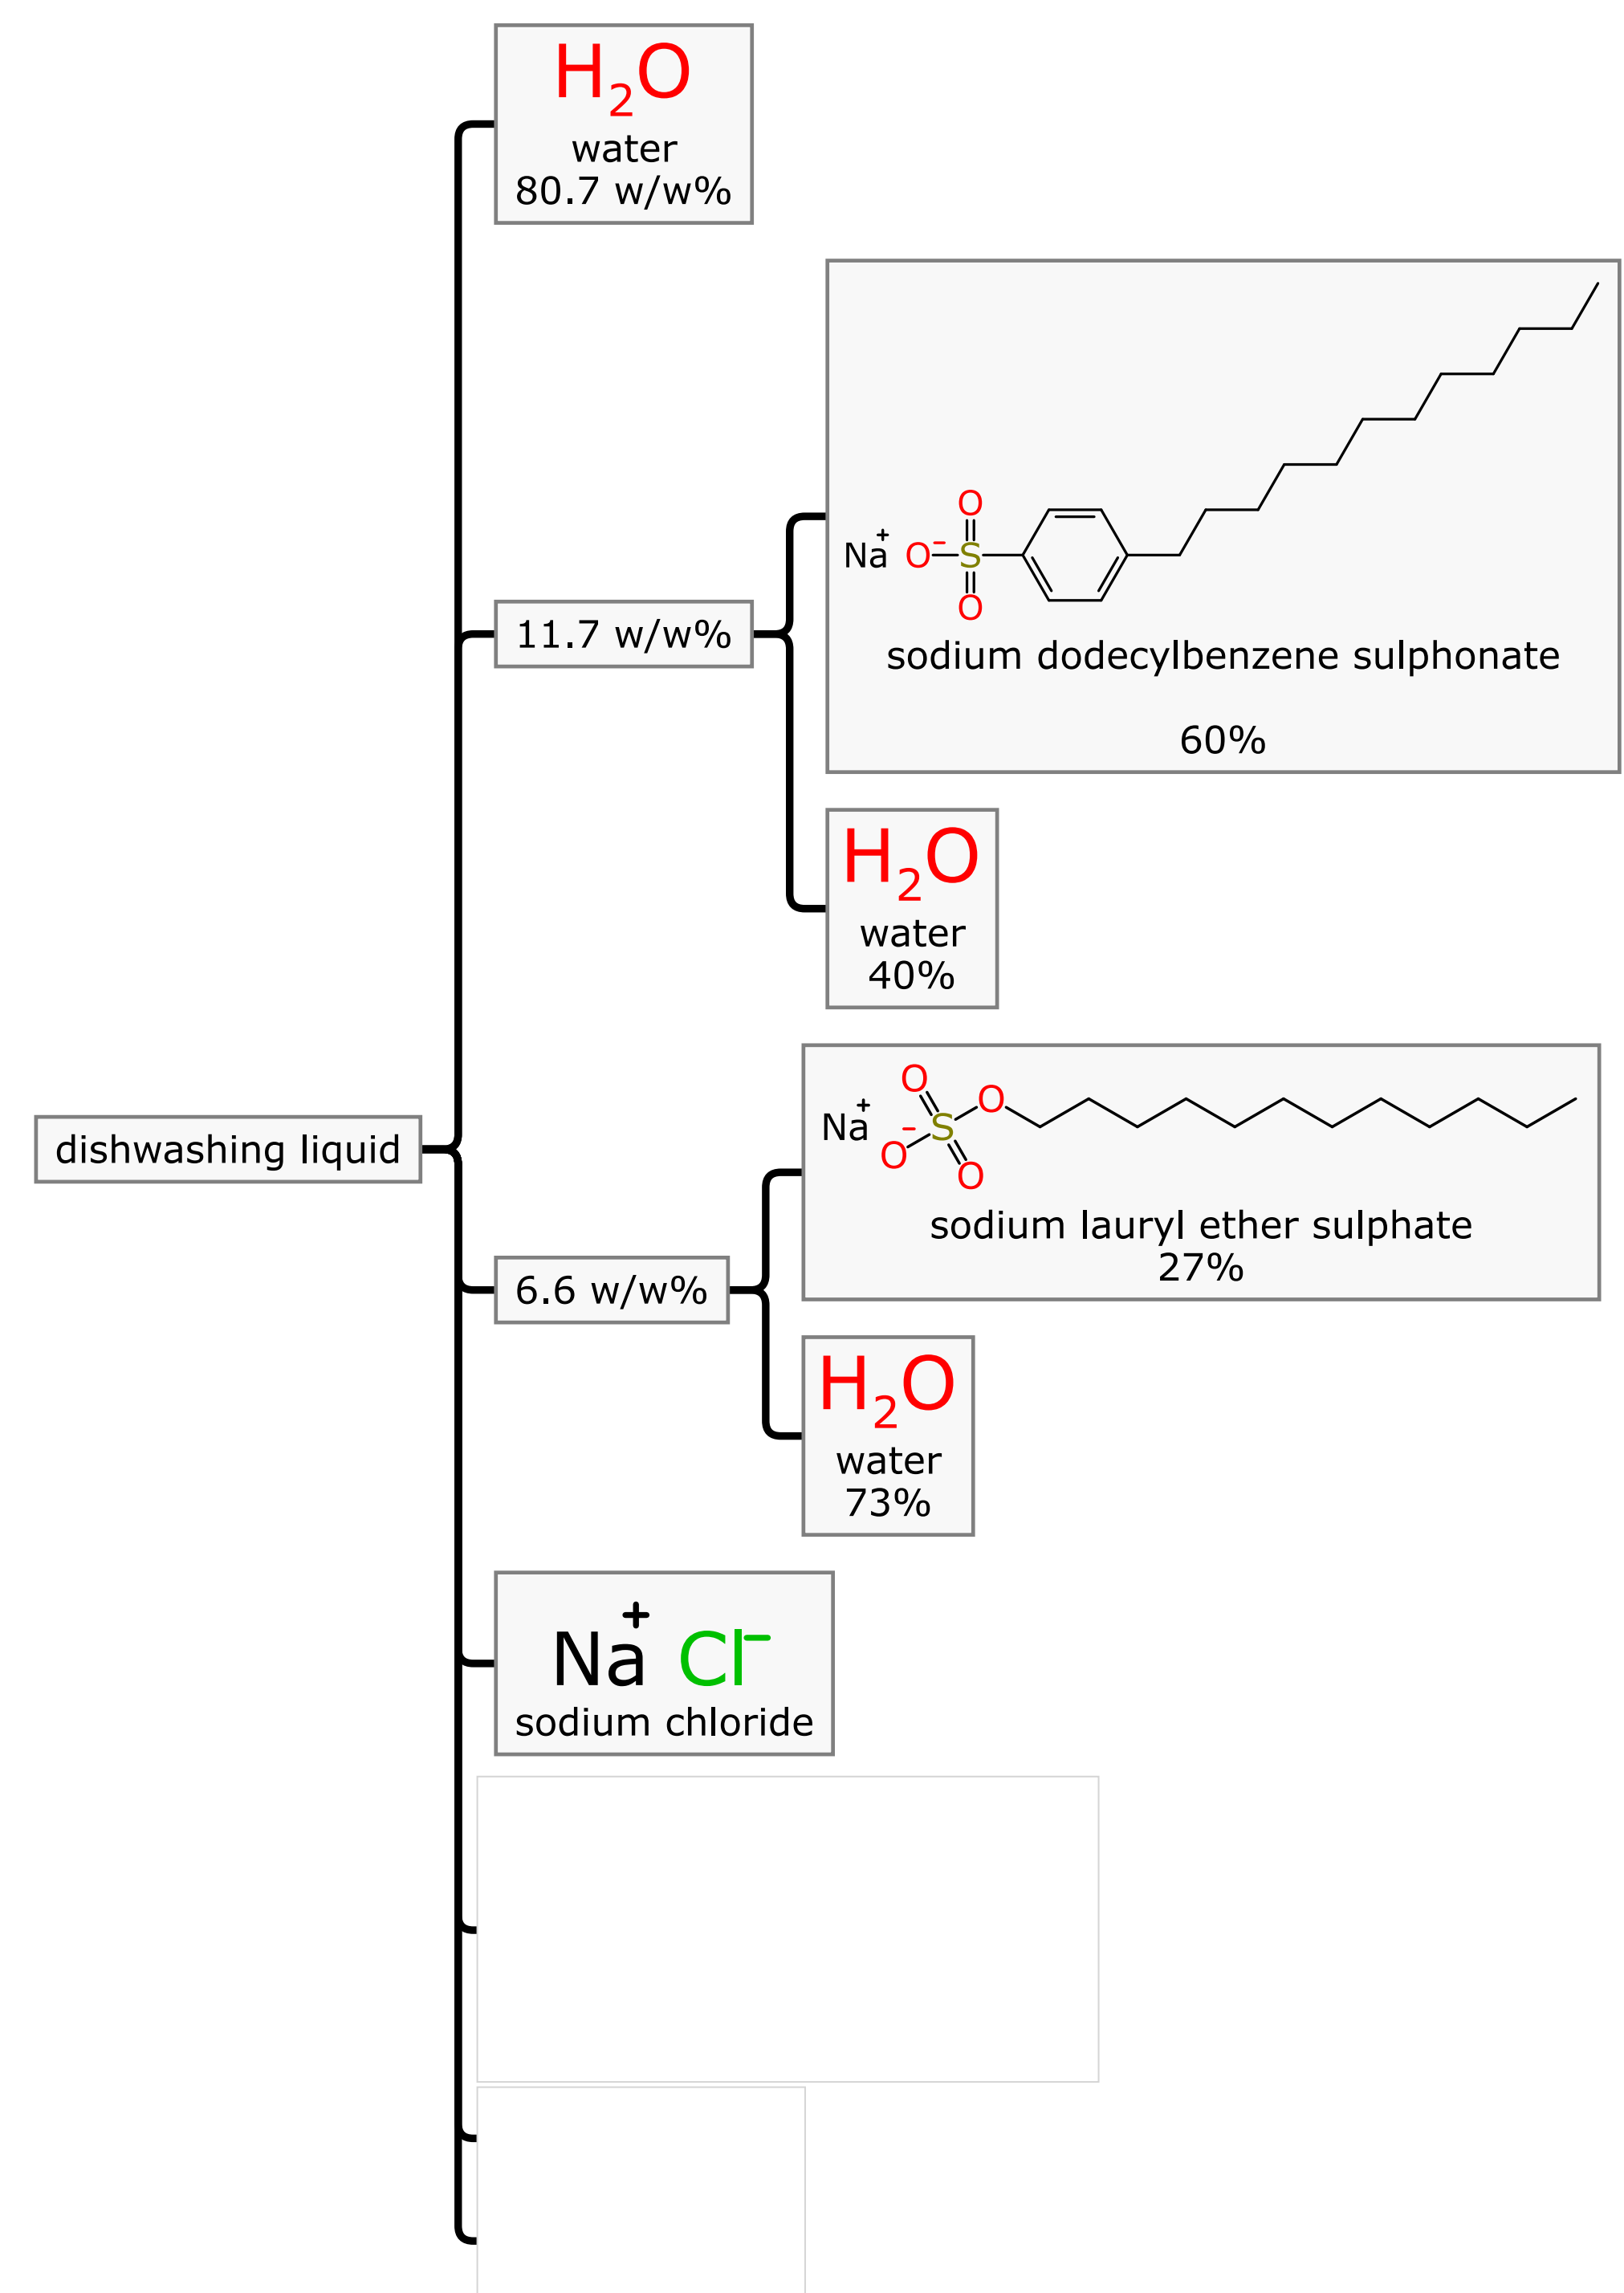 H₂O
water
80.7 w/w%
Na⁺ O⁻ S O O
sodium dodecylbenzene sulphonate
60%
11.7 w/w%
H₂O
water
40%
dishwashing liquid
Na⁺ O⁻ S O O O
sodium lauryl ether sulphate
27%
6.6 w/w%
H₂O
water
73%
Na⁺ Cl⁻
sodium chloride